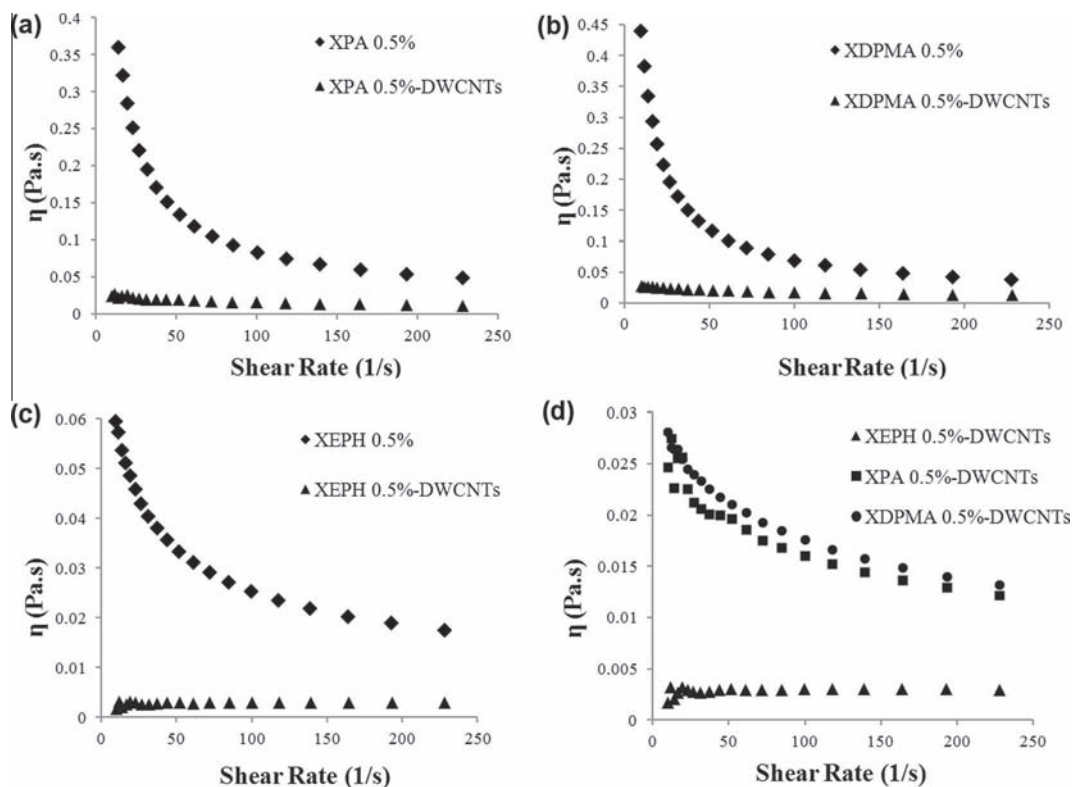 (a)
η (Pa.s)
0.4
0.35
0.3
0.25
0.2
0.15
0.1
0.05
0
XPA 0.5%
XPA 0.5%-DWCNTs
0 50 100 150 200 250
Shear Rate (1/s)
(b)
η (Pa.s)
0.45
0.4
0.35
0.3
0.25
0.2
0.15
0.1
0.05
0
XDPMA 0.5%
XDPMA 0.5%-DWCNTs
0 50 100 150 200 250
Shear Rate (1/s)
(c)
η (Pa.s)
0.06
0.05
0.04
0.03
0.02
0.01
0
XEPH 0.5%
XEPH 0.5%-DWCNTs
0 50 100 150 200 250
Shear Rate (1/s)
(d)
η (Pa.s)
0.03
0.025
0.02
0.015
0.01
0.005
0
XEPH 0.5%-DWCNTs
XPA 0.5%-DWCNTs
XDPMA 0.5%-DWCNTs
0 50 100 150 200 250
Shear Rate (1/s)